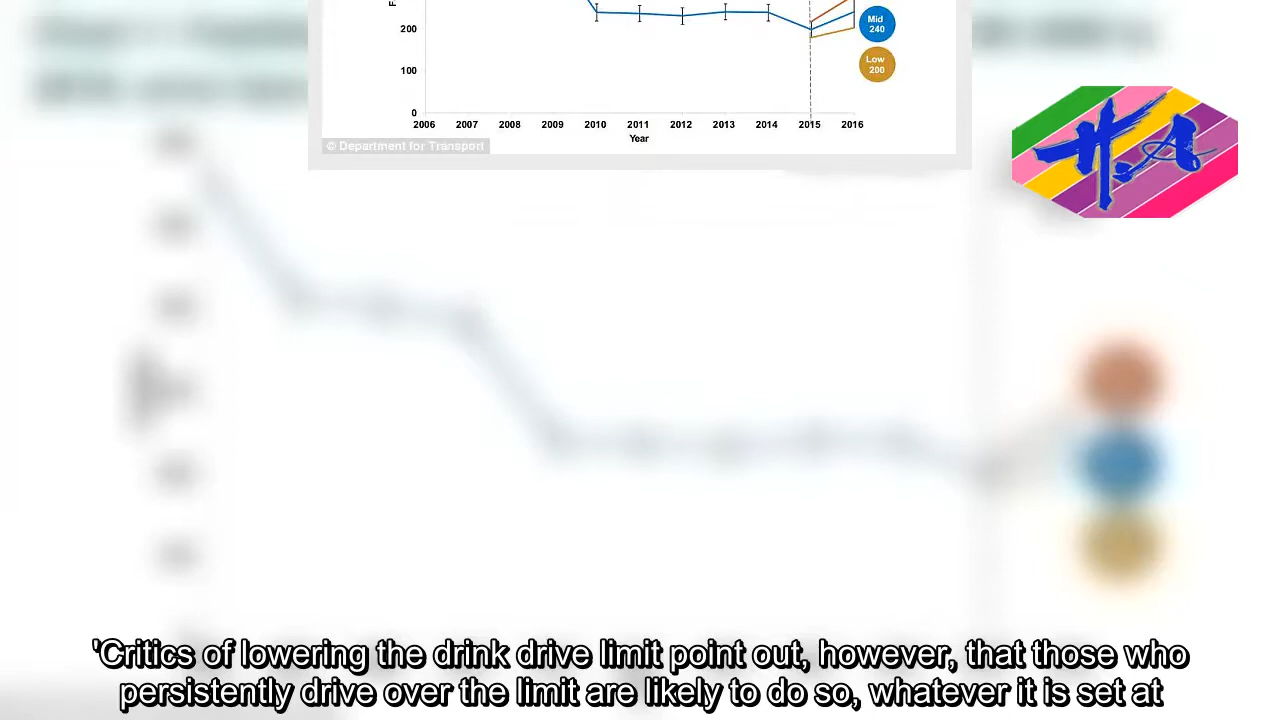 F
200
100
0
2006 2007 2008 2009 2010 2011 2012 2013 2014 2015 2016
Year
Mid
240
Low
200
© Department for Transport
H.A
'Critics of lowering the drink drive limit point out, however, that those who
persistently drive over the limit are likely to do so, whatever it is set at